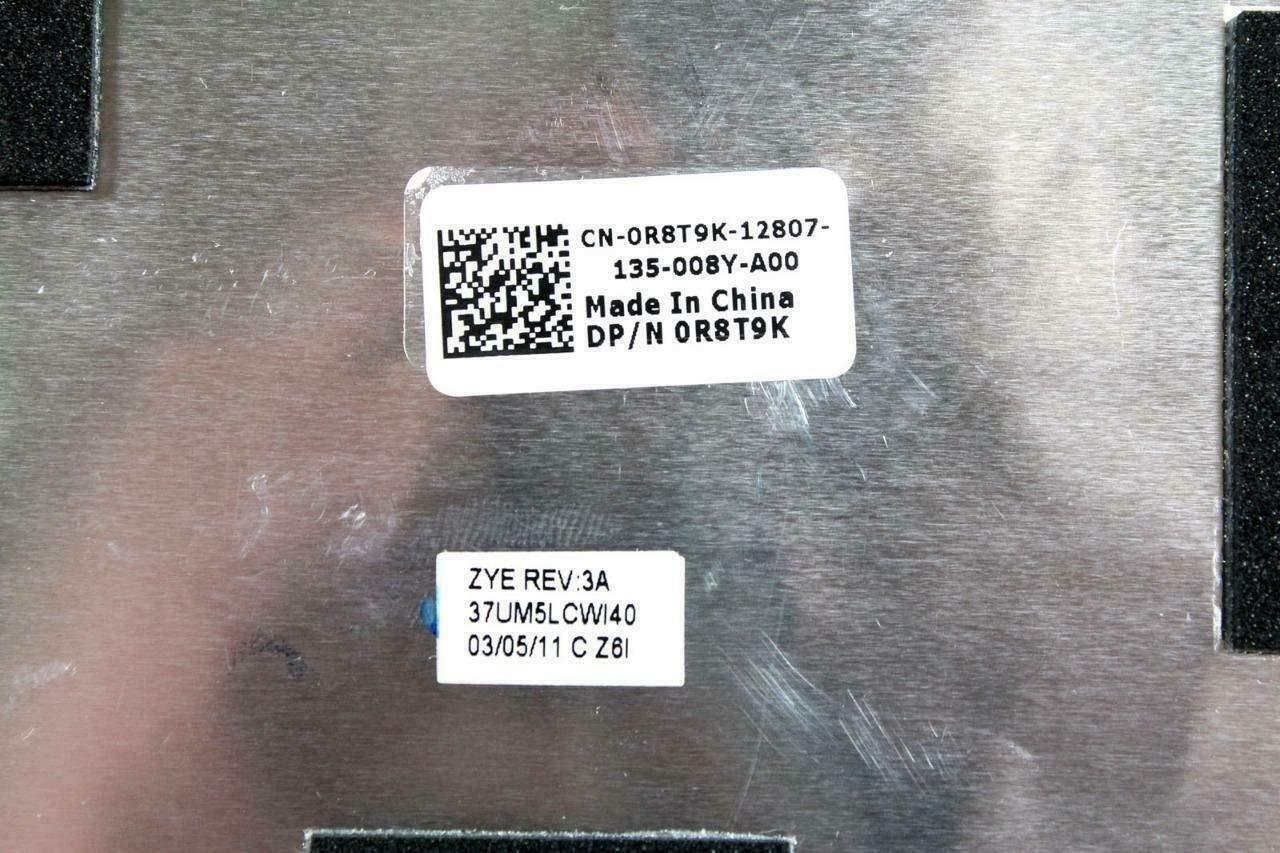 CN-0R8T9K-12807-
135-008Y-A00
Made In China
DP/N 0R8T9K
ZYE REV:3A
37UM5LCWI40
03/05/11 C Z6I